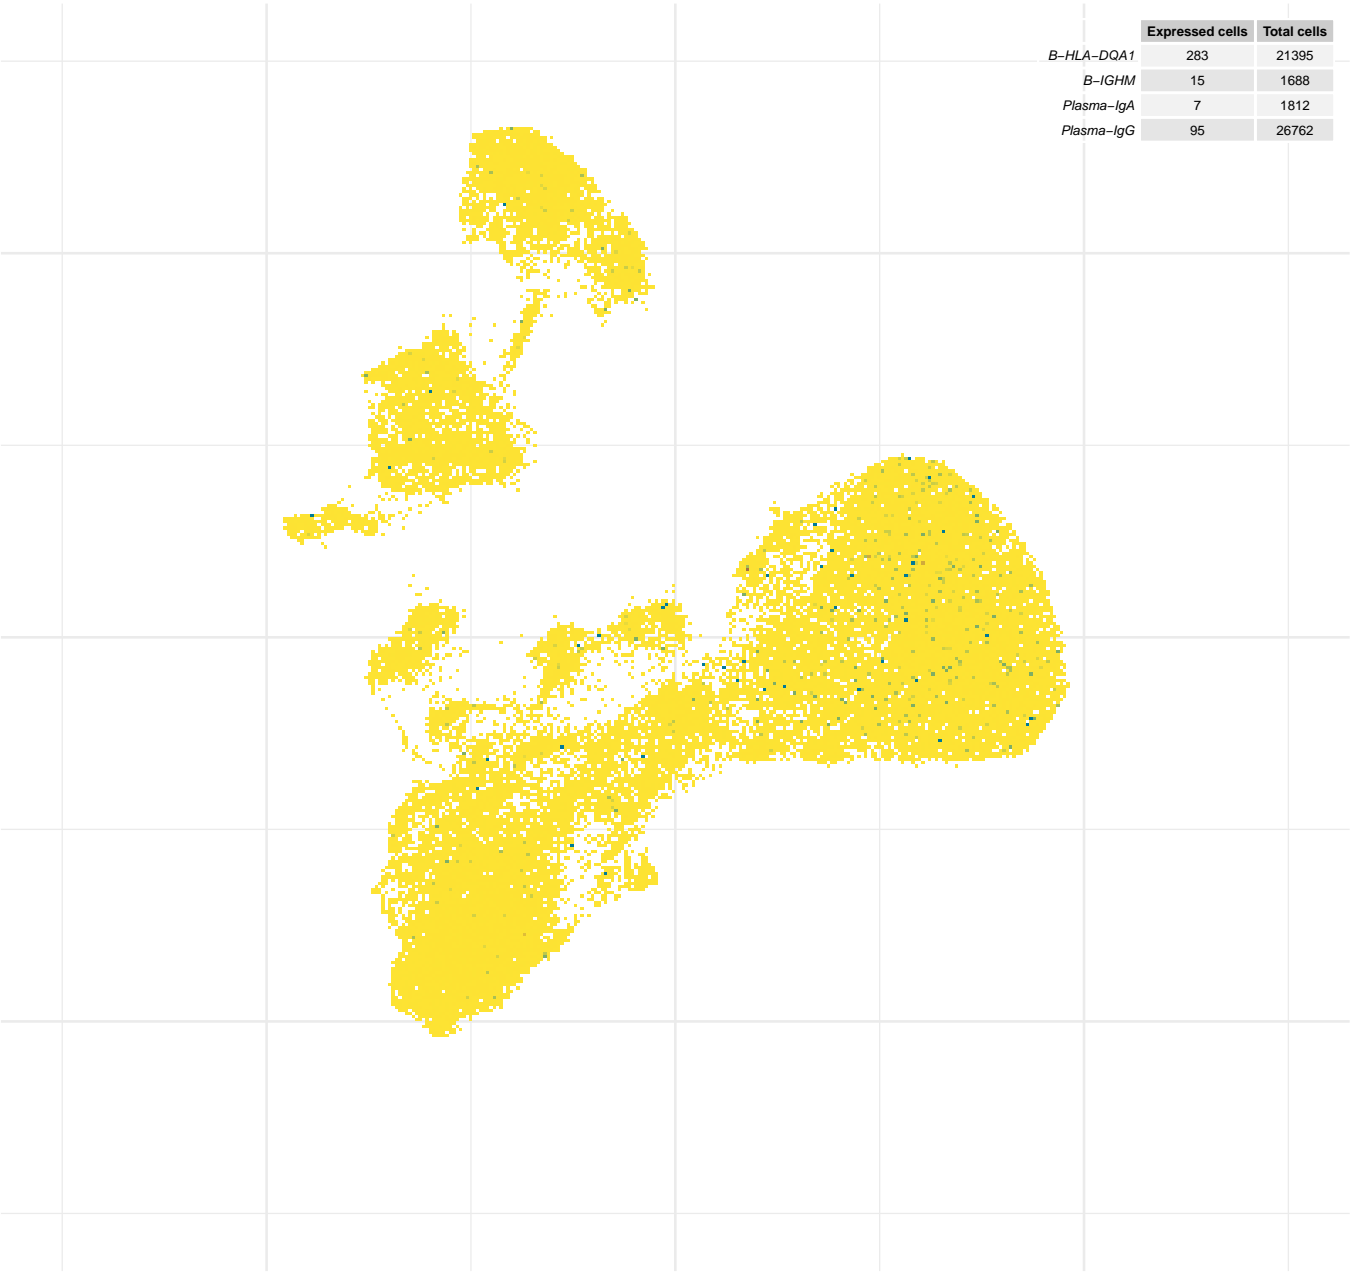 Expressed cells Total cells
B−HLA−DQA1 283 21395
B−IGHM 15 1688
Plasma−IgA 7 1812
Plasma−IgG 95 26762